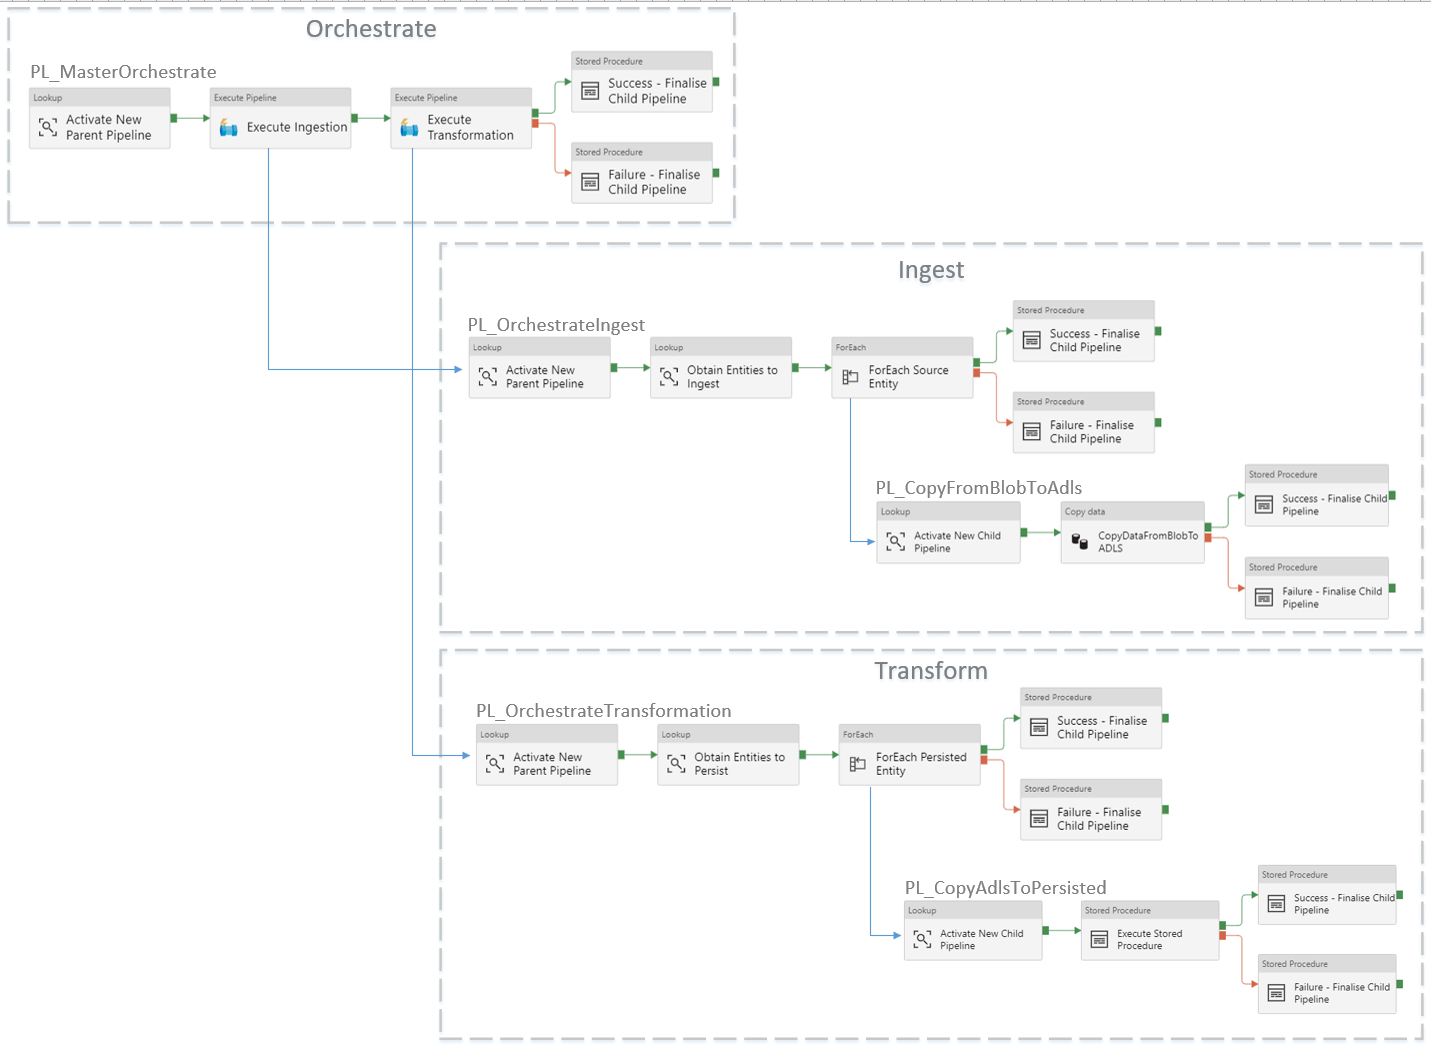 Orchestrate
PL_MasterOrchestrate
Lookup
Activate New
Parent Pipeline
Execute Pipeline
Execute Ingestion
Execute Pipeline
Execute
Transformation
Stored Procedure
Success - Finalise
Child Pipeline
Stored Procedure
Failure - Finalise
Child Pipeline
Ingest
PL_OrchestrateIngest
Lookup
Activate New
Parent Pipeline
Lookup
Obtain Entities to
Ingest
ForEach
ForEach Source
Entity
Stored Procedure
Success - Finalise
Child Pipeline
Stored Procedure
Failure - Finalise
Child Pipeline
PL_CopyFromBlobToAdls
Lookup
Activate New Child
Pipeline
Copy data
CopyDataFromBlobTo
ADLS
Stored Procedure
Success - Finalise Child
Pipeline
Stored Procedure
Failure - Finalise Child
Pipeline
Transform
PL_OrchestrateTransformation
Lookup
Activate New
Parent Pipeline
Lookup
Obtain Entities to
Persist
ForEach
ForEach Persisted
Entity
Stored Procedure
Success - Finalise
Child Pipeline
Stored Procedure
Failure - Finalise
Child Pipeline
PL_CopyAdlsToPersisted
Lookup
Activate New Child
Pipeline
Stored Procedure
Execute Stored
Procedure
Stored Procedure
Success - Finalise Child
Pipeline
Stored Procedure
Failure - Finalise Child
Pipeline